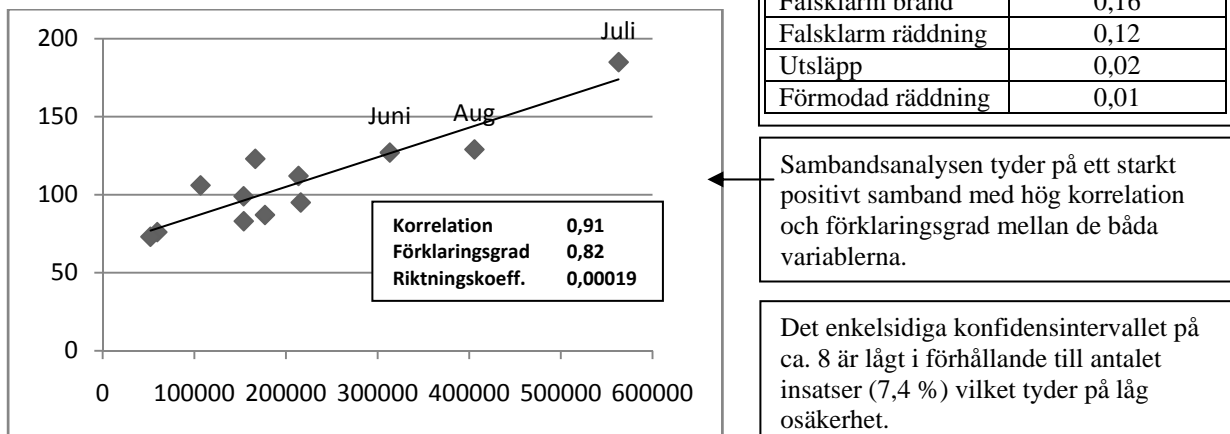 200
150
100
50
0
0 100000 200000 300000 400000 500000 600000
Juli
Juni
Aug
Korrelation 0,91
Förklaringsgrad 0,82
Riktningskoeff. 0,00019
Falsklarm brand 0,16
Falsklarm räddning 0,12
Utsläpp 0,02
Förmodad räddning 0,01
Sambandsanalysen tyder på ett starkt
positivt samband med hög korrelation
och förklaringsgrad mellan de båda
variablerna.
Det enkelsidiga konfidensintervallet på
ca. 8 är lågt i förhållande till antalet
insatser (7,4 %) vilket tyder på låg
osäkerhet.